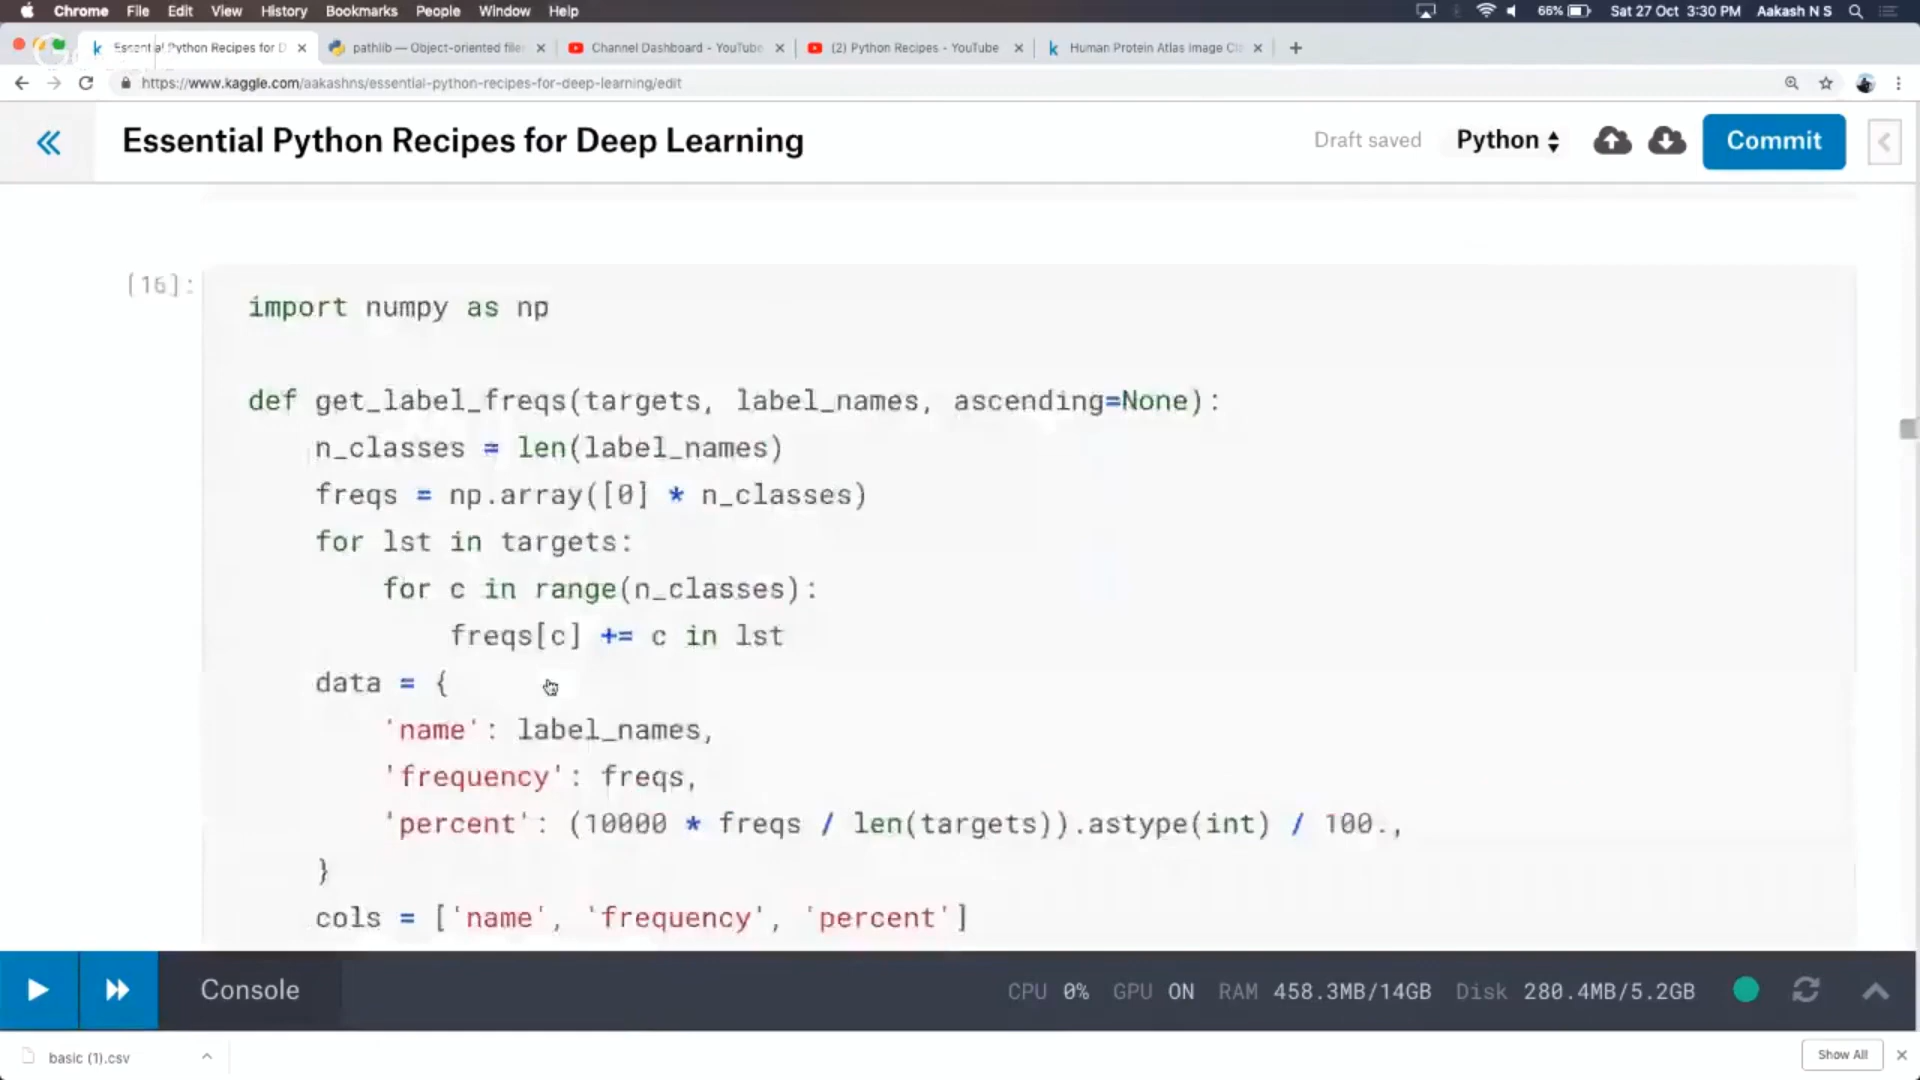 Chrome File Edit View History Bookmarks People Window Help 66% Sat 27 Oct 3:30 PM Aakash N S
Essential Python Recipes for D pathlib — Object-oriented file Channel Dashboard - YouTube (2) Python Recipes - YouTube Human Protein Atlas Image Cl
https://www.kaggle.com/aakashns/essential-python-recipes-for-deep-learning/edit
Essential Python Recipes for Deep Learning Draft saved Python Commit
[16]:
import numpy as np
def get_label_freqs(targets, label_names, ascending=None):
n_classes = len(label_names)
freqs = np.array([0] * n_classes)
for lst in targets:
for c in range(n_classes):
freqs[c] += c in lst
data = {
'name': label_names,
'frequency': freqs,
'percent': (10000 * freqs / len(targets)).astype(int) / 100.,
}
cols = ['name', 'frequency', 'percent']
Console CPU 0% GPU ON RAM 458.3MB/14GB Disk 280.4MB/5.2GB
basic (1).csv Show All